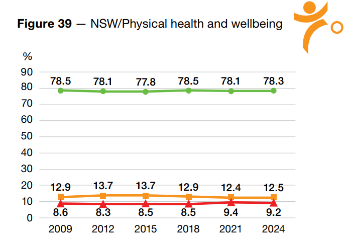 Figure 39 — NSW/Physical health and wellbeing
%
90
80
70
60
50
40
30
20
10
0
78.5 78.1 77.8 78.5 78.1 78.3
12.9 13.7 13.7 12.9 12.4 12.5
8.6 8.3 8.5 8.5 9.4 9.2
2009 2012 2015 2018 2021 2024